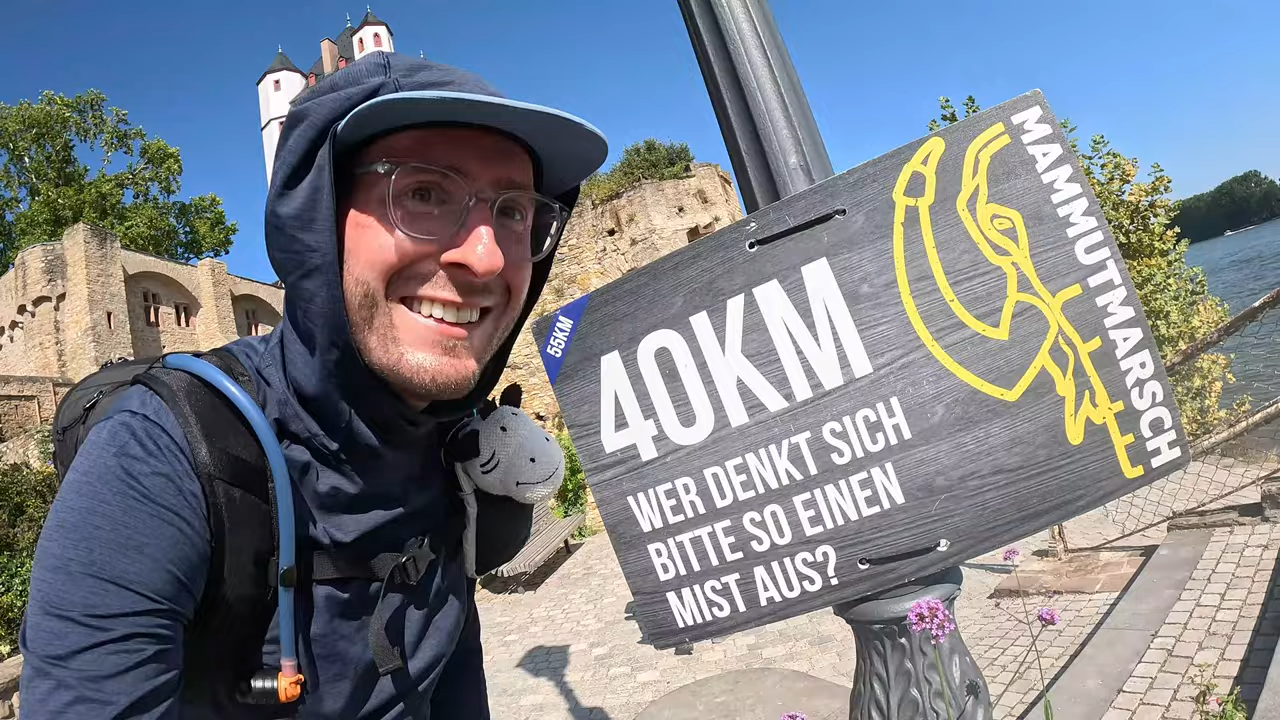 55KM
40KM
WER DENKT SICH
BITTE SO EINEN
MIST AUS?
MAMMUTMARSCH